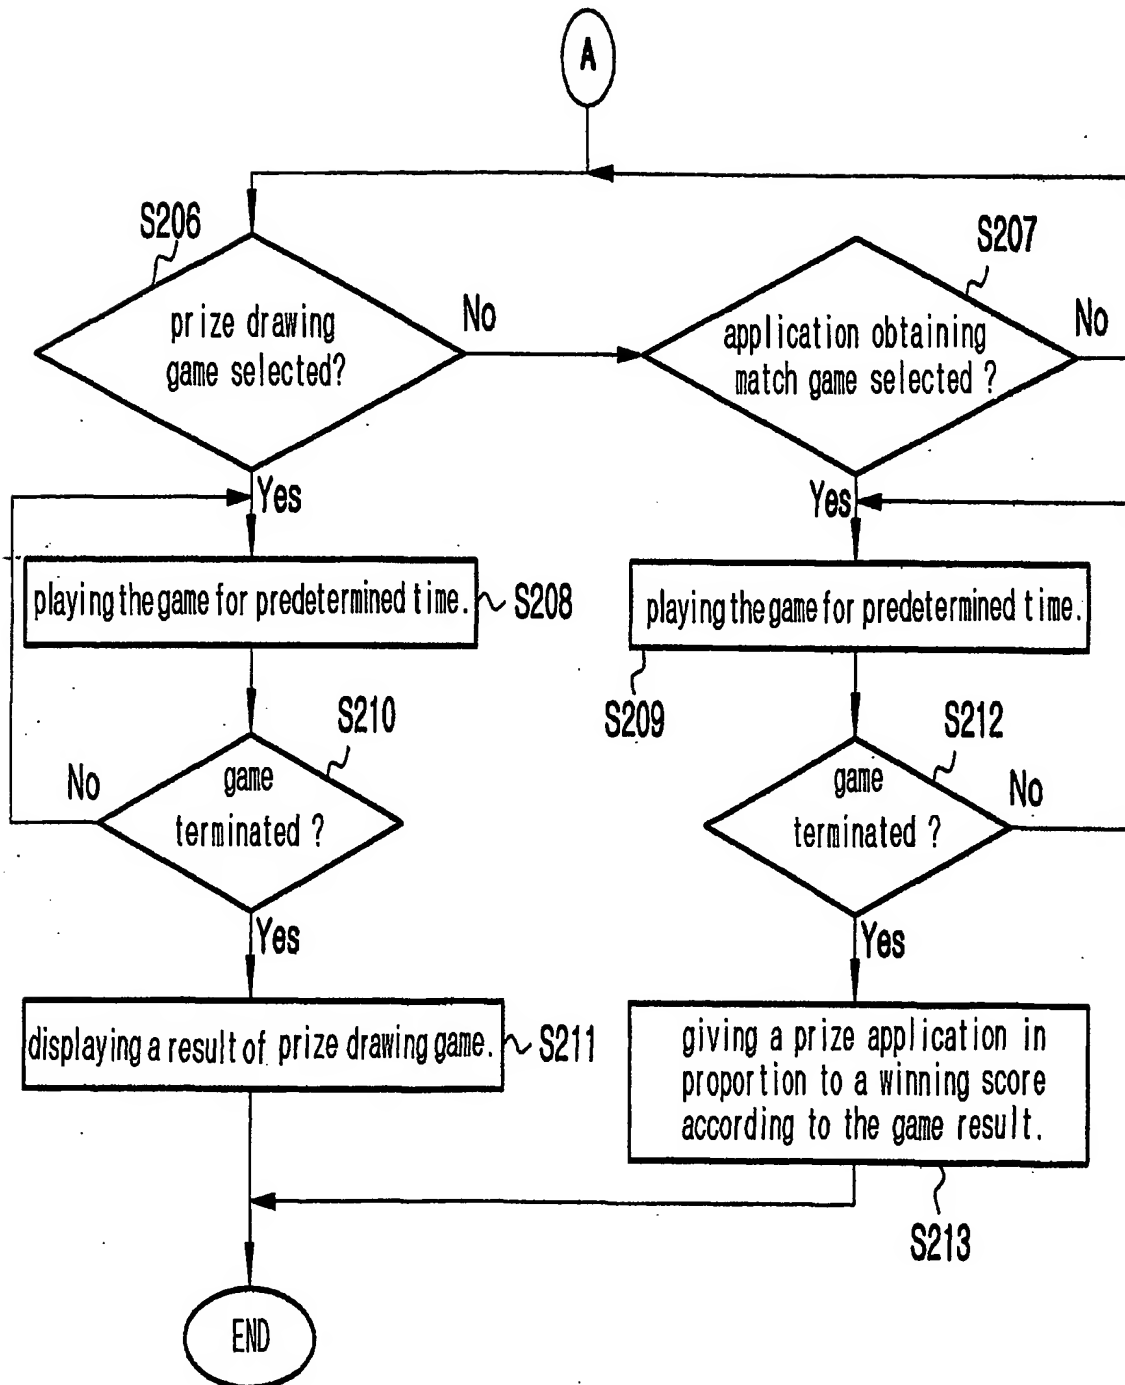 A
S206
prize drawing
game selected?
No
S207
application obtaining
match game selected ?
No
Yes
Yes
playing the game for predetermined time.
S208
playing the game for predetermined time.
S209
S210
game
terminated ?
No
S212
game
terminated ?
No
Yes
Yes
displaying a result of prize drawing game.
S211
giving a prize application in
proportion to a winning score
according to the game result.
S213
END